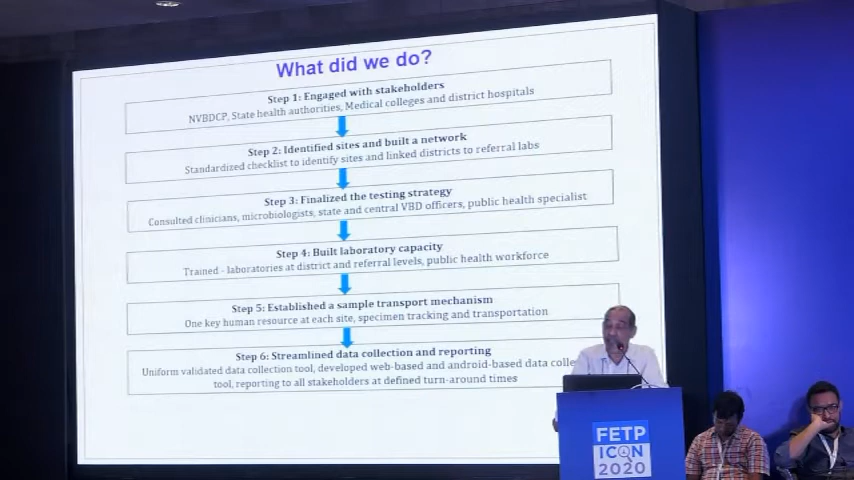 What did we do?
Step 1: Engaged with stakeholders
NVBDCP, State health authorities, Medical colleges and district hospitals
Step 2: Identified sites and built a network
Standardized checklist to identify sites and linked districts to referral labs
Step 3: Finalized the testing strategy
Consulted clinicians, microbiologists, state and central VBD officers, public health specialist
Step 4: Built laboratory capacity
Trained - laboratories at district and referral levels, public health workforce
Step 5: Established a sample transport mechanism
One key human resource at each site, specimen tracking and transportation
Step 6: Streamlined data collection and reporting
Uniform validated data collection tool, developed web-based and android-based data
tool, reporting to all stakeholders at defined turn-around times
FETP
ICON
2020